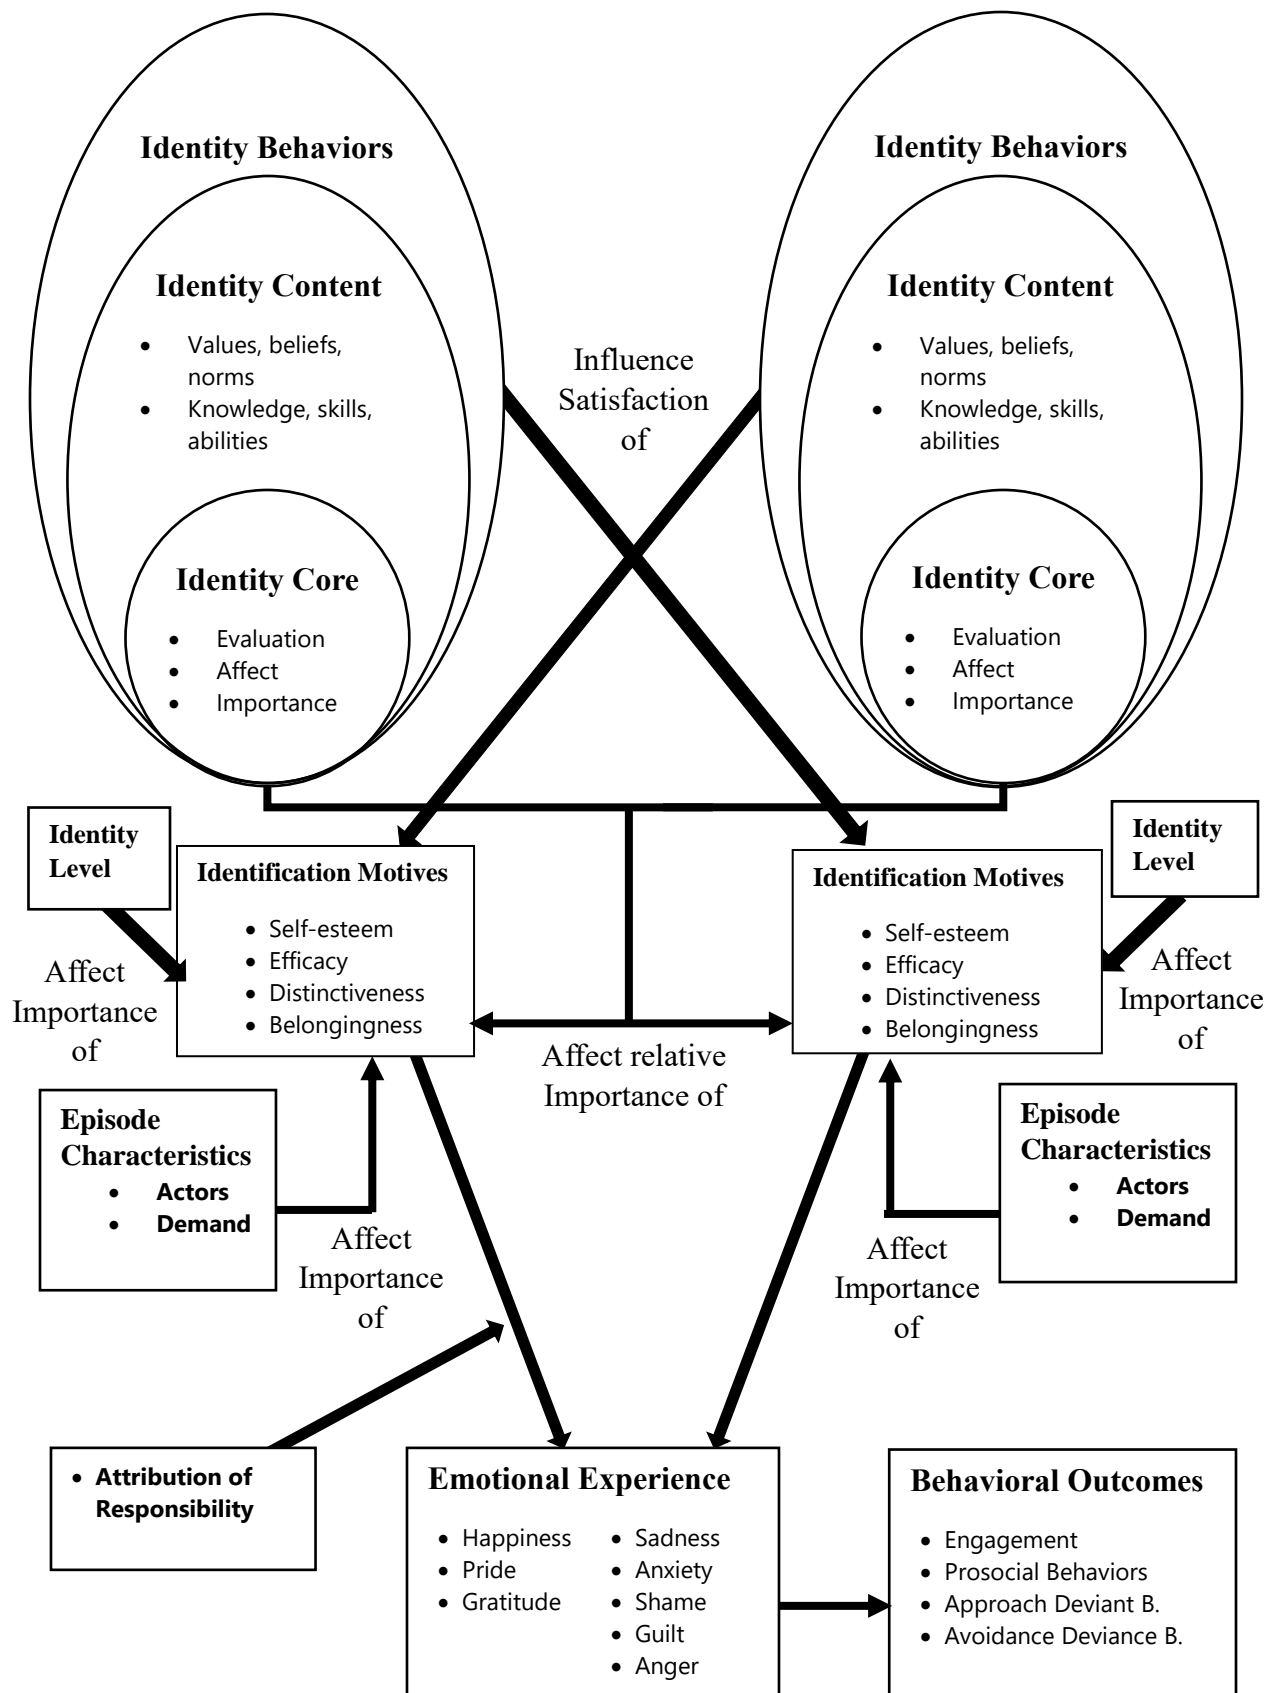 Identity Behaviors
Identity Content
• Values, beliefs,
norms
• Knowledge, skills,
abilities
Identity Core
• Evaluation
• Affect
• Importance
Identity Behaviors
Identity Content
• Values, beliefs,
norms
• Knowledge, skills,
abilities
Identity Core
• Evaluation
• Affect
• Importance
Influence
Satisfaction
of
Identity
Level
Identification Motives
• Self-esteem
• Efficacy
• Distinctiveness
• Belongingness
Affect
Importance
of
Identity
Level
Identification Motives
• Self-esteem
• Efficacy
• Distinctiveness
• Belongingness
Affect
Importance
of
Affect relative
Importance of
Episode
Characteristics
• Actors
• Demand
Affect
Importance
of
Episode
Characteristics
• Actors
• Demand
Affect
Importance
of
• Attribution of
Responsibility
Emotional Experience
• Happiness
• Pride
• Gratitude
• Sadness
• Anxiety
• Shame
• Guilt
• Anger
Behavioral Outcomes
• Engagement
• Prosocial Behaviors
• Approach Deviant B.
• Avoidance Deviance B.